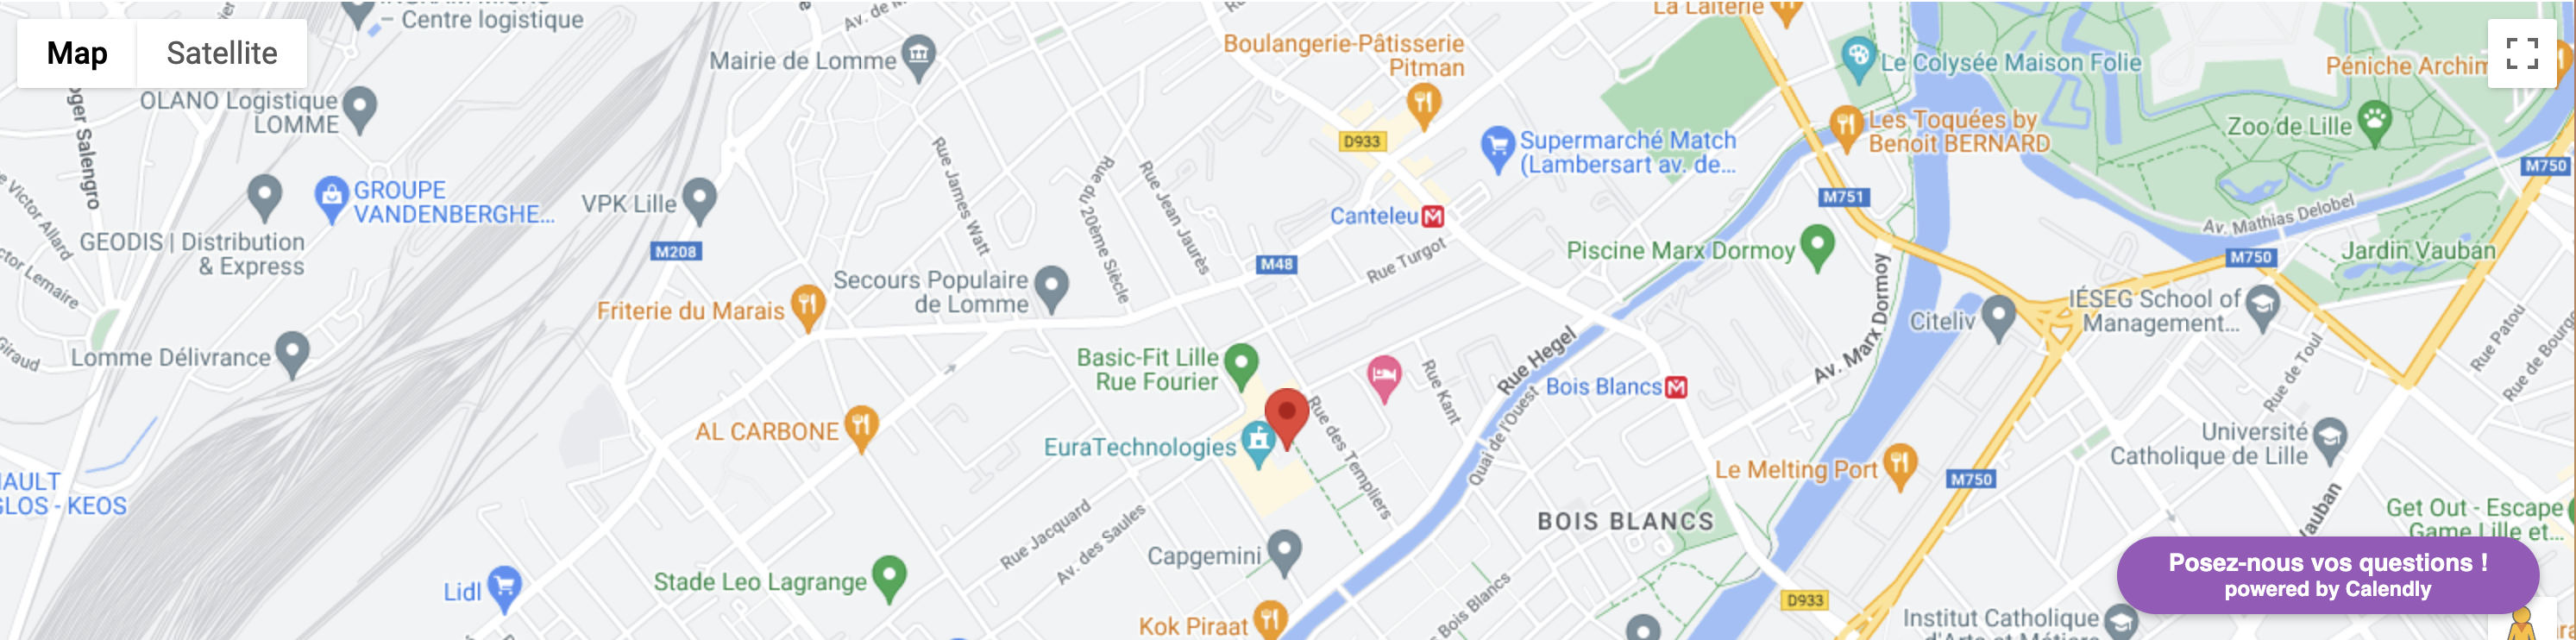 – Centre logistique
Map
Satellite
Mairie de Lomme
Av. de
Boulangerie-Pâtisserie
Pitman
La Laiterie
Le Colysée Maison Folie
Péniche Archim
OLANO Logistique
LOMME
oger Salengro
D933
Supermarché Match
(Lambersart av. de...
Les Toquées by
Benoit BERNARD
Zoo de Lille
M750
e Victor Allard
GROUPE
VANDENBERGHE...
VPK Lille
Rue James Watt
Rue du 20ème Siècle
Rue Jean Jaurès
Canteleu
M751
Av. Mathias Delobel
GEODIS | Distribution
& Express
M208
M48
Rue Turgot
Piscine Marx Dormoy
M750
Jardin Vauban
ctor Lemaire
Secours Populaire
de Lomme
Friterie du Marais
Av. Marx Dormoy
Citeliv
IÉSEG School of
Management...
Giraud
Lomme Délivrance
Basic-Fit Lille
Rue Fourier
Rue Kant
Rue Hegel
Bois Blancs
Rue de Toul
Rue Patou
Rue de Bourg
AL CARBONE
EuraTechnologies
Rue des Templiers
Quai de l'Ouest
Le Melting Port
M750
Université
Catholique de Lille
AULT
GLOS - KEOS
Rue Jacquard
Av. des Saules
BOIS BLANCS
auban
Get Out - Escape
Game Lille et...
Capgemini
Stade Leo Lagrange
Lidl
Bois Blancs
D933
Posez-nous vos questions !
powered by Calendly
Kok Piraat
Institut Catholique
d'Arts et Métiers